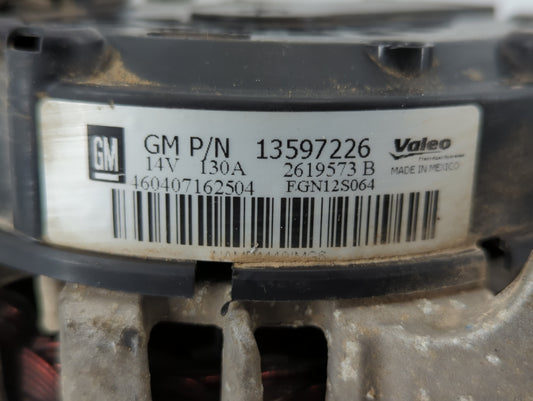 GM
GM P/N 13597226
14V 130A 2619573 B
460407162504 FGN12S064
Valeo
MADE IN MEXICO